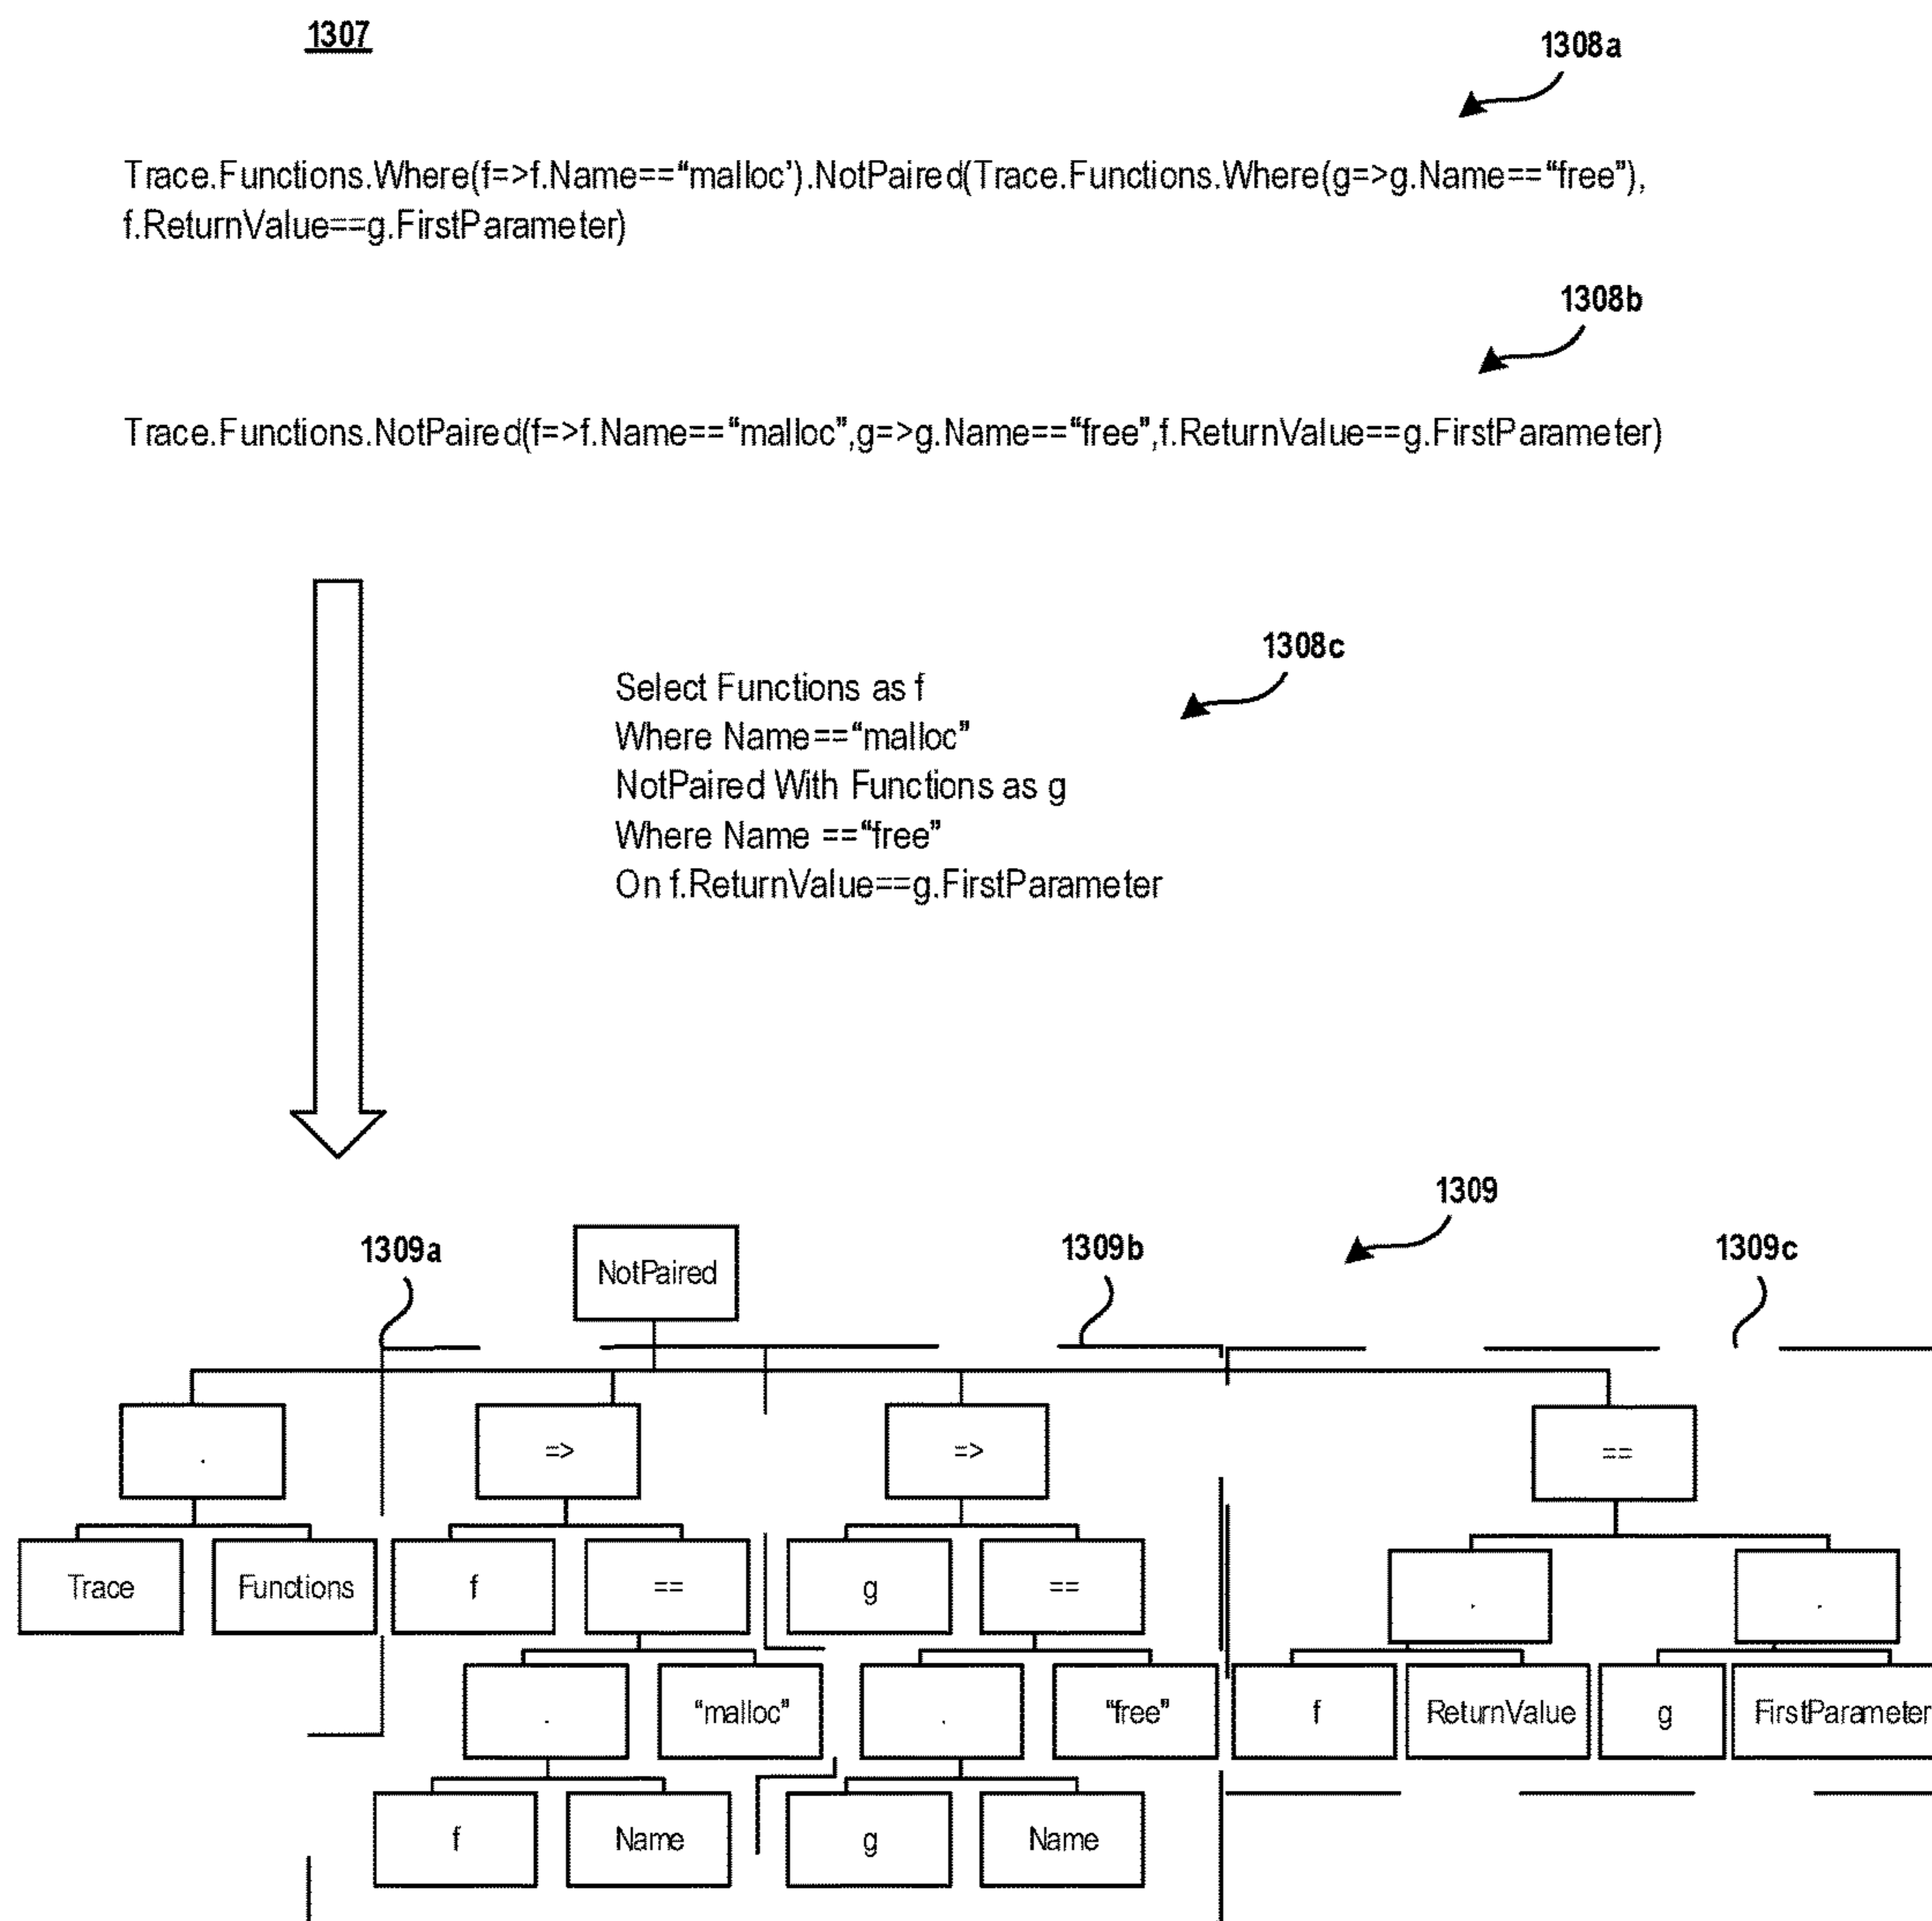 1307
1308a
Trace.Functions.Where(f=>f.Name=="malloc').NotPaired(Trace.Functions.Where(g=>g.Name=="free"),
f.ReturnValue==g.FirstParameter)
1308b
Trace.Functions.NotPaired(f=>f.Name=="malloc",g=>g.Name=="free",f.ReturnValue==g.FirstParameter)
1308c
Select Functions as f
Where Name=="malloc"
NotPaired With Functions as g
Where Name =="free"
On f.ReturnValue==g.FirstParameter
1309
1309a
NotPaired
1309b
1309c
. => => ==
Trace Functions f == g == . .
. "malloc" . "free" f ReturnValue g FirstParameter
f Name g Name